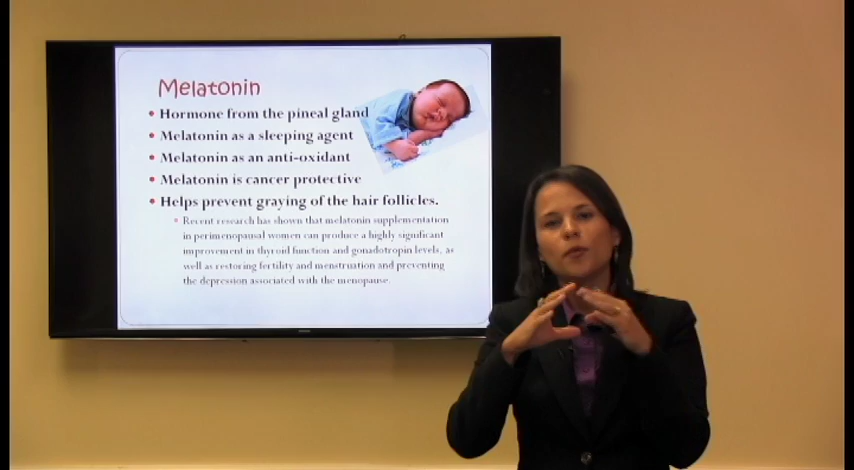 Melatonin
• Hormone from the pineal gland
• Melatonin as a sleeping agent
• Melatonin as an anti-oxidant
• Melatonin is cancer protective
• Helps prevent graying of the hair follicles.
• Recent research has shown that melatonin supplementation
in perimenopausal women can produce a highly significant
improvement in thyroid function and gonadotropin levels, as
well as restoring fertility and menstruation and preventing
the depression associated with the menopause.